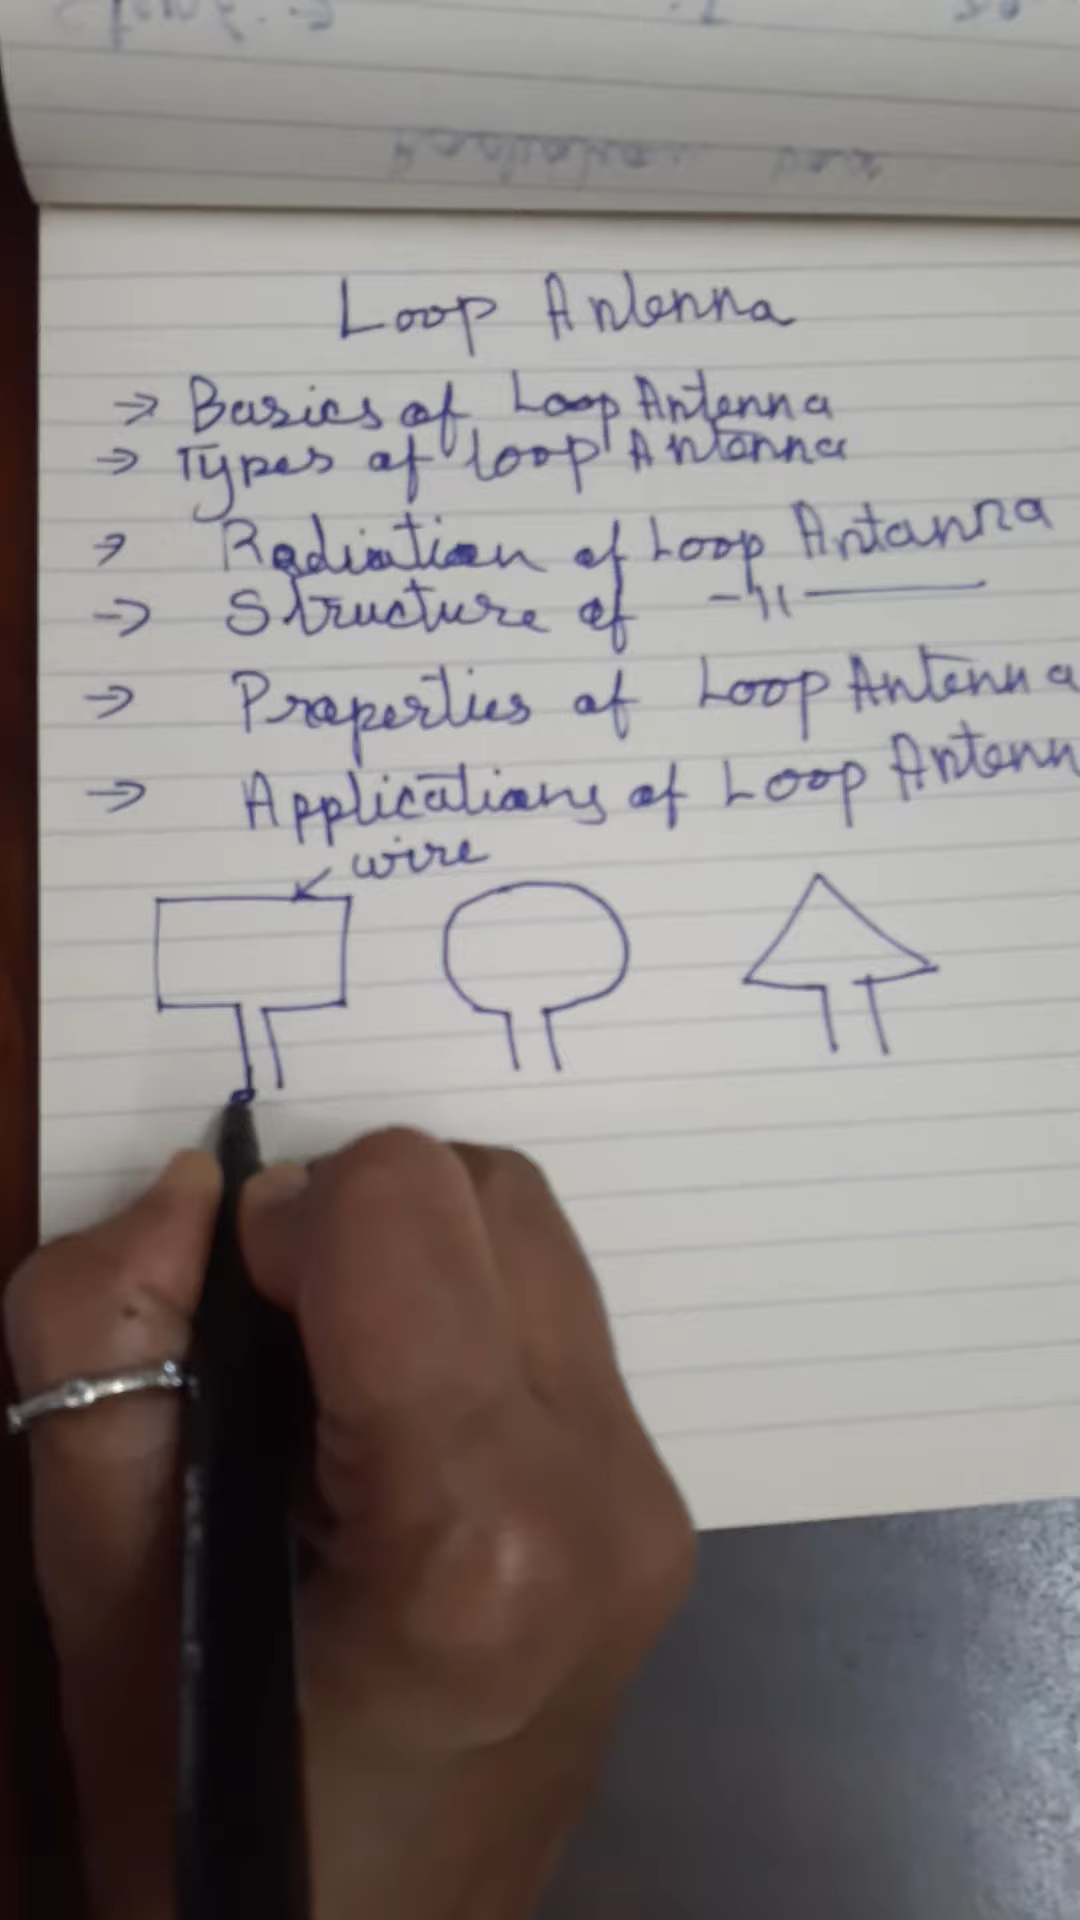 Loop Antenna
→ Basics of Loop Antenna
→ Types of loop Antenna
→ Radiation of Loop Antanna
→ Structure of —〃—
→ Properties of Loop Antenna
→ Applications of Loop Antenn
wire